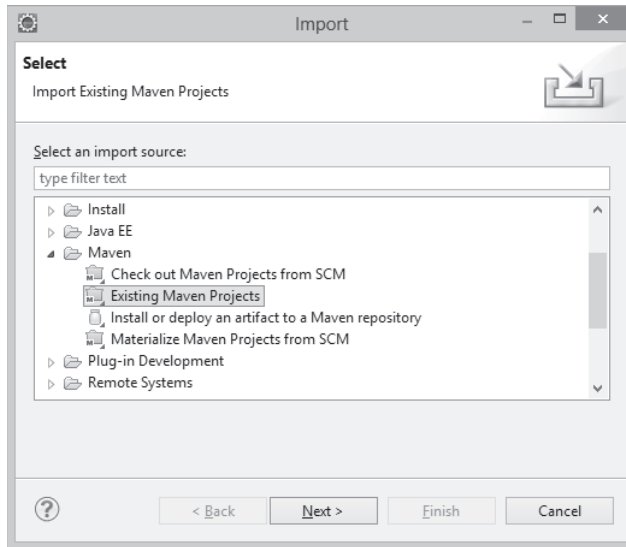 Import
Select
Import Existing Maven Projects
Select an import source:
type filter text
Install
Java EE
Maven
Check out Maven Projects from SCM
Existing Maven Projects
Install or deploy an artifact to a Maven repository
Materialize Maven Projects from SCM
Plug-in Development
Remote Systems
? < Back Next > Finish Cancel